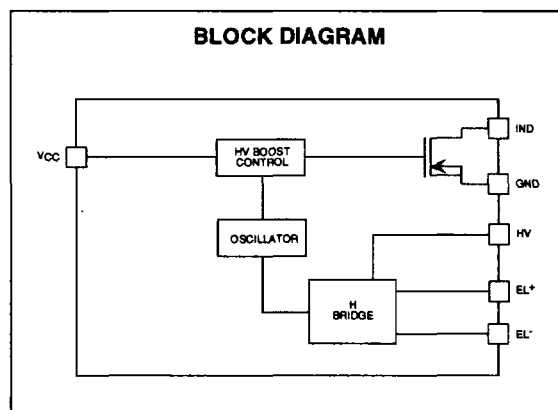 BLOCK DIAGRAM
IND
VCC
HV BOOST
CONTROL
GND
OSCILLATOR
HV
EL+
H
BRIDGE
EL-